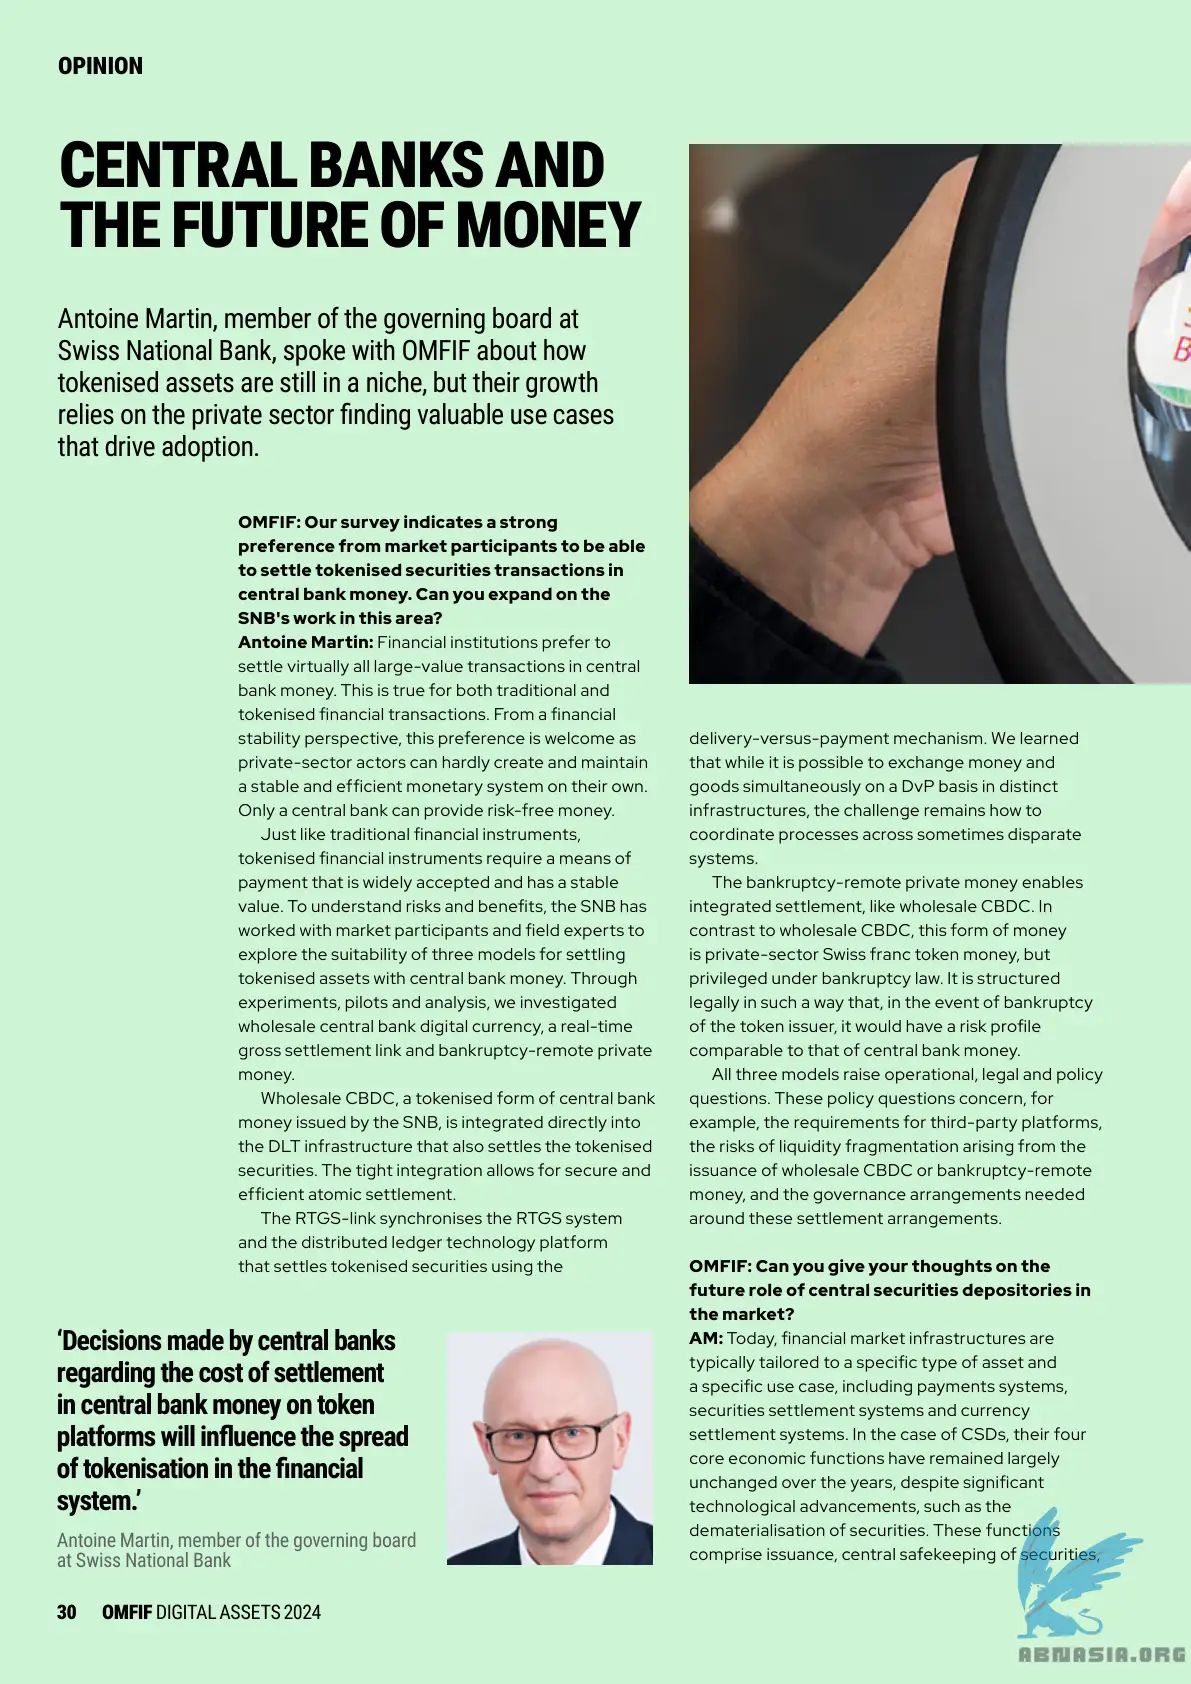 OPINION
CENTRAL BANKS AND
THE FUTURE OF MONEY
Antoine Martin, member of the governing board at
Swiss National Bank, spoke with OMFIF about how
tokenised assets are still in a niche, but their growth
relies on the private sector finding valuable use cases
that drive adoption.
OMFIF: Our survey indicates a strong
preference from market participants to be able
to settle tokenised securities transactions in
central bank money. Can you expand on the
SNB's work in this area?
Antoine Martin: Financial institutions prefer to
settle virtually all large-value transactions in central
bank money. This is true for both traditional and
tokenised financial transactions. From a financial
stability perspective, this preference is welcome as
private-sector actors can hardly create and maintain
a stable and efficient monetary system on their own.
Only a central bank can provide risk-free money.
Just like traditional financial instruments,
tokenised financial instruments require a means of
payment that is widely accepted and has a stable
value. To understand risks and benefits, the SNB has
worked with market participants and field experts to
explore the suitability of three models for settling
tokenised assets with central bank money. Through
experiments, pilots and analysis, we investigated
wholesale central bank digital currency, a real-time
gross settlement link and bankruptcy-remote private
money.
Wholesale CBDC, a tokenised form of central bank
money issued by the SNB, is integrated directly into
the DLT infrastructure that also settles the tokenised
securities. The tight integration allows for secure and
efficient atomic settlement.
The RTGS-link synchronises the RTGS system
and the distributed ledger technology platform
that settles tokenised securities using the
delivery-versus-payment mechanism. We learned
that while it is possible to exchange money and
goods simultaneously on a DvP basis in distinct
infrastructures, the challenge remains how to
coordinate processes across sometimes disparate
systems.
The bankruptcy-remote private money enables
integrated settlement, like wholesale CBDC. In
contrast to wholesale CBDC, this form of money
is private-sector Swiss franc token money, but
privileged under bankruptcy law. It is structured
legally in such a way that, in the event of bankruptcy
of the token issuer, it would have a risk profile
comparable to that of central bank money.
All three models raise operational, legal and policy
questions. These policy questions concern, for
example, the requirements for third-party platforms,
the risks of liquidity fragmentation arising from the
issuance of wholesale CBDC or bankruptcy-remote
money, and the governance arrangements needed
around these settlement arrangements.
OMFIF: Can you give your thoughts on the
future role of central securities depositories in
the market?
AM: Today, financial market infrastructures are
typically tailored to a specific type of asset and
a specific use case, including payments systems,
securities settlement systems and currency
settlement systems. In the case of CSDs, their four
core economic functions have remained largely
unchanged over the years, despite significant
technological advancements, such as the
dematerialisation of securities. These functions
comprise issuance, central safekeeping of securities,
‘Decisions made by central banks
regarding the cost of settlement
in central bank money on token
platforms will influence the spread
of tokenisation in the financial
system.’
Antoine Martin, member of the governing board
at Swiss National Bank
30 OMFIF DIGITAL ASSETS 2024
ABNASIA.ORG